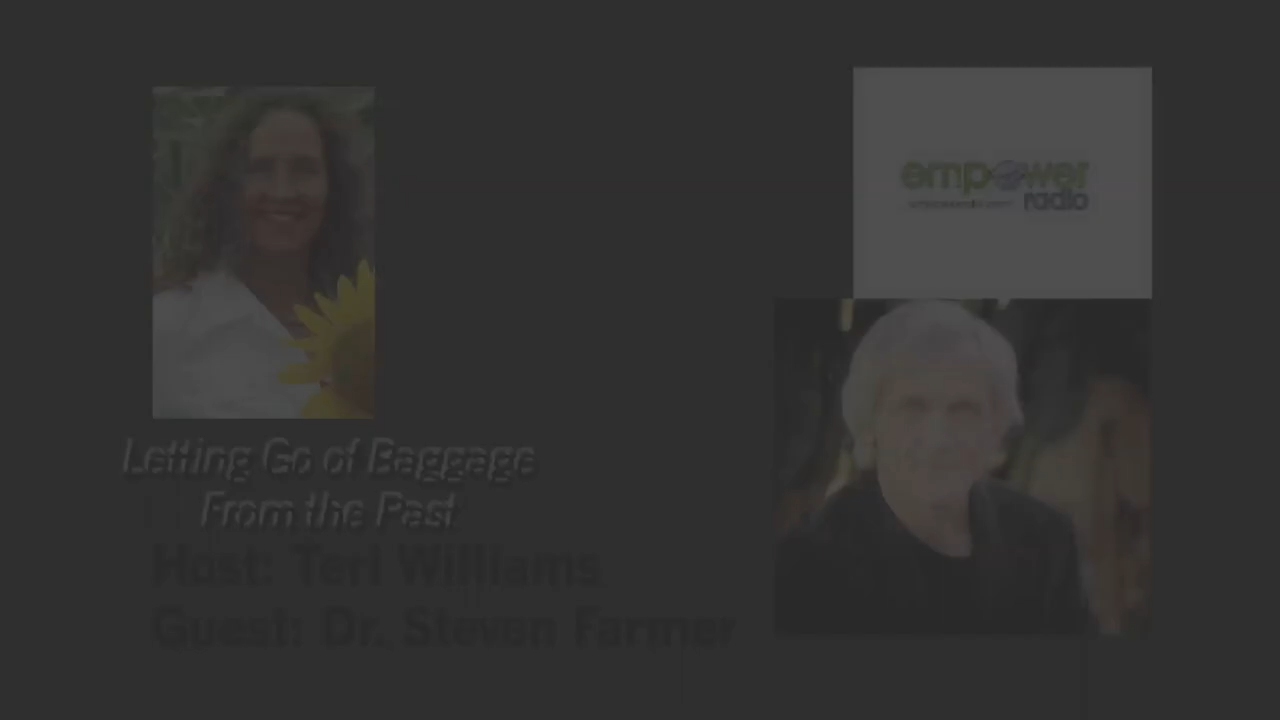 empower
radio
Letting Go of Baggage
From the Past
Host: Teri Williams
Guest: Dr. Steven Farmer